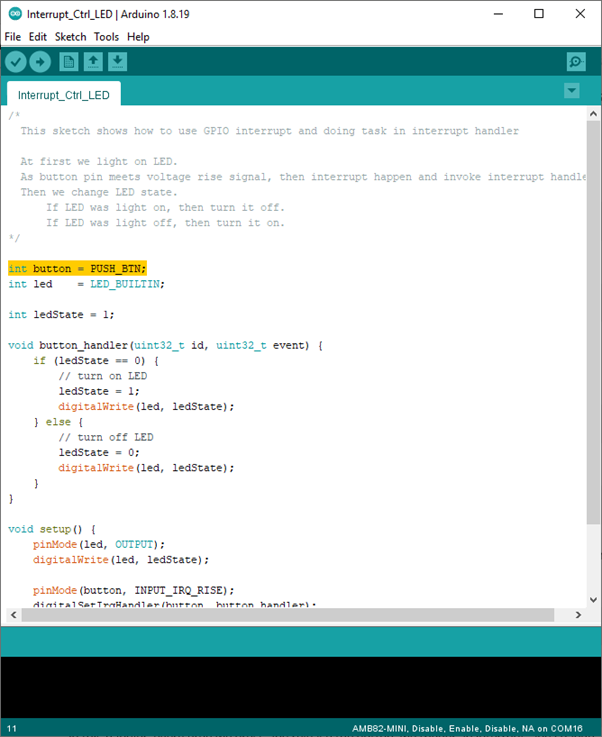 Interrupt_Ctrl_LED | Arduino 1.8.19
File Edit Sketch Tools Help
Interrupt_Ctrl_LED
/*
  This sketch shows how to use GPIO interrupt and doing task in interrupt handler

  At first we light on LED.
  As button pin meets voltage rise signal, then interrupt happen and invoke interrupt handle
  Then we change LED state.
      If LED was light on, then turn it off.
      If LED was light off, then turn it on.
*/

int button = PUSH_BTN;
int led    = LED_BUILTIN;

int ledState = 1;

void button_handler(uint32_t id, uint32_t event) {
    if (ledState == 0) {
        // turn on LED
        ledState = 1;
        digitalWrite(led, ledState);
    } else {
        // turn off LED
        ledState = 0;
        digitalWrite(led, ledState);
    }
}

void setup() {
    pinMode(led, OUTPUT);
    digitalWrite(led, ledState);

    pinMode(button, INPUT_IRQ_RISE);
    digitalSetIrqHandler(button, button_handler);
11
AMB82-MINI, Disable, Enable, Disable, NA on COM16